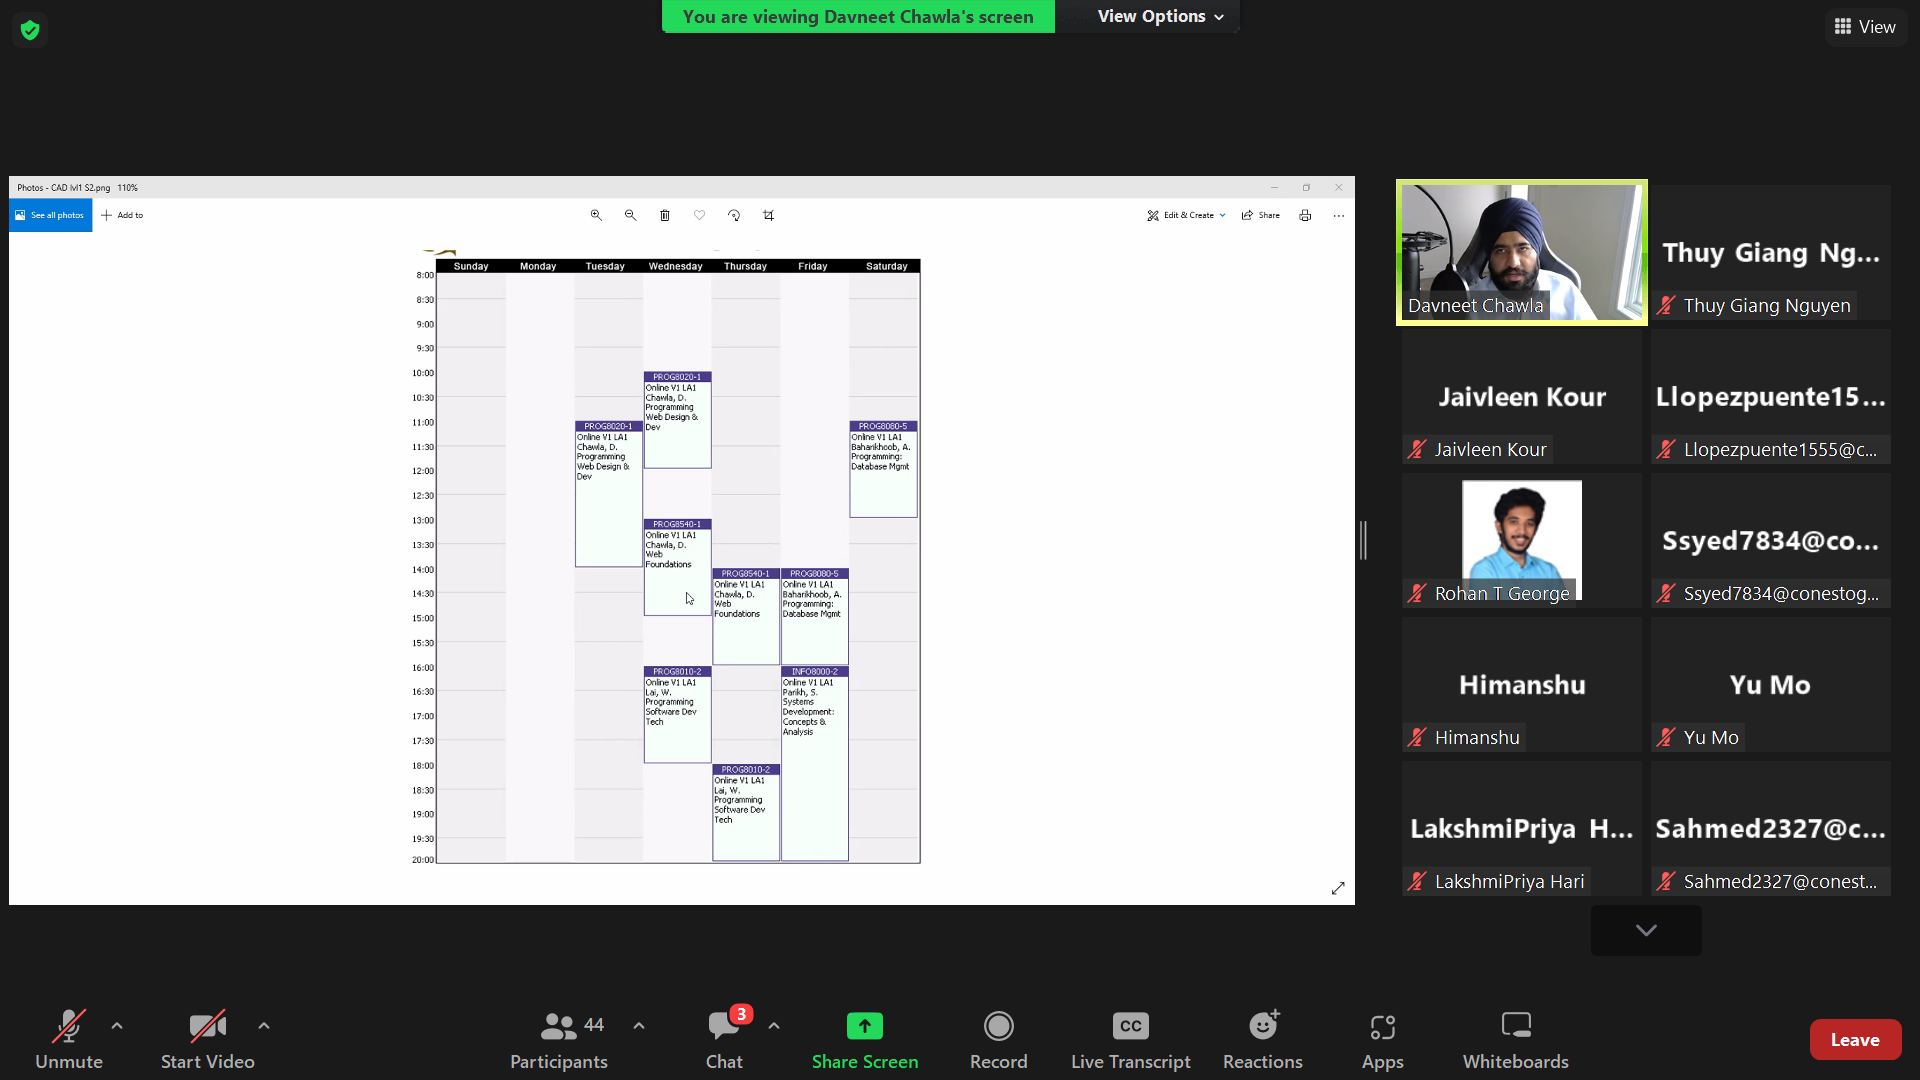 You are viewing Davneet Chawla's screen
View Options
View
Photos - CAD lvl1 S2.png 110%
See all photos
Add to
Edit & Create
Share
Sunday Monday Tuesday Wednesday Thursday Friday Saturday
8:00
8:30
9:00
9:30
10:00
10:30
11:00
11:30
12:00
12:30
13:00
13:30
14:00
14:30
15:00
15:30
16:00
16:30
17:00
17:30
18:00
18:30
19:00
19:30
20:00
PROG8020-1
Online V1 LA1
Chawla, D.
Programming
Web Design &
Dev
PROG8020-1
Online V1 LA1
Chawla, D.
Programming
Web Design &
Dev
PROG8540-1
Online V1 LA1
Chawla, D.
Web
Foundations
PROG8010-2
Online V1 LA1
Lai, W.
Programming
Software Dev
Tech
PROG8540-1
Online V1 LA1
Chawla, D.
Web
Foundations
PROG8010-2
Online V1 LA1
Lai, W.
Programming
Software Dev
Tech
PROG8080-5
Online V1 LA1
Baharikhoob, A.
Programming:
Database Mgmt
INFO8000-2
Online V1 LA1
Parikh, S.
Systems
Development:
Concepts &
Analysis
PROG8080-5
Online V1 LA1
Baharikhoob, A.
Programming:
Database Mgmt
Davneet Chawla
Thuy Giang Ng...
Thuy Giang Nguyen
Jaivleen Kour
Jaivleen Kour
Llopezpuente15...
Llopezpuente1555@c...
Rohan T George
Ssyed7834@co...
Ssyed7834@conestog...
Himanshu
Himanshu
Yu Mo
Yu Mo
LakshmiPriya H...
LakshmiPriya Hari
Sahmed2327@c...
Sahmed2327@conest...
Unmute
Start Video
44
Participants
3
Chat
Share Screen
Record
CC
Live Transcript
Reactions
Apps
Whiteboards
Leave